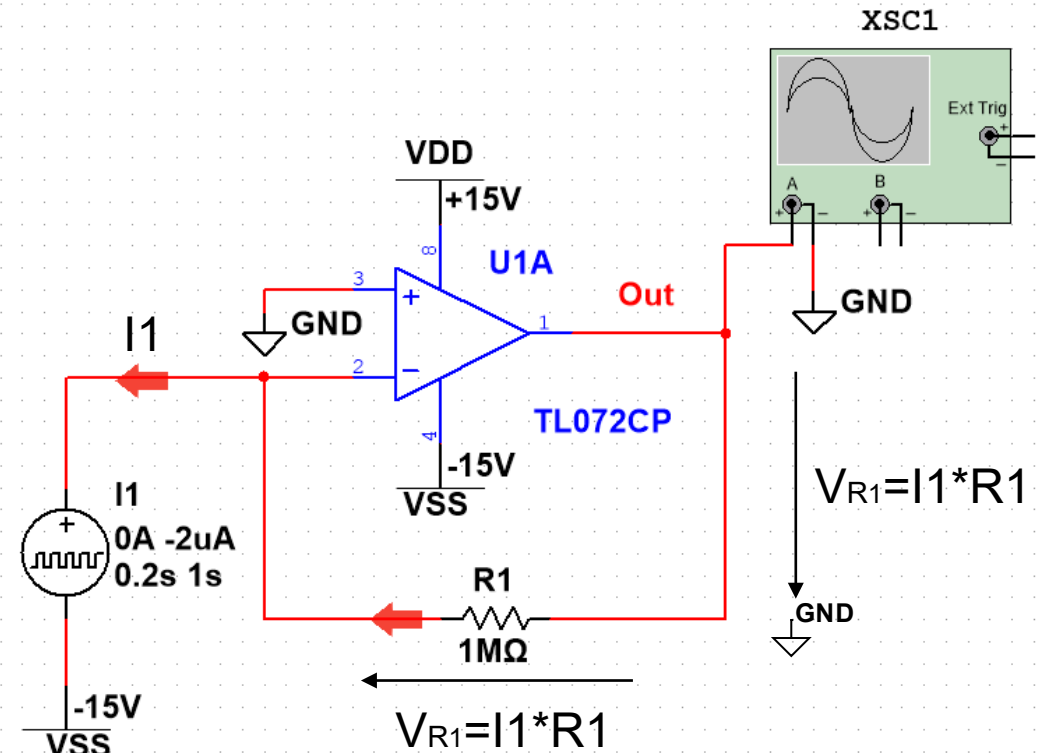 XSC1
Ext Trig
+
−
A
B
+ −
+ −
VDD
+15V
8
U1A
3
+
Out
1
GND
GND
I1
2
−
TL072CP
4
-15V
VSS
VR1=I1*R1
I1
+
0A -2uA
0.2s 1s
R1
1MΩ
GND
-15V
VSS
VR1=I1*R1